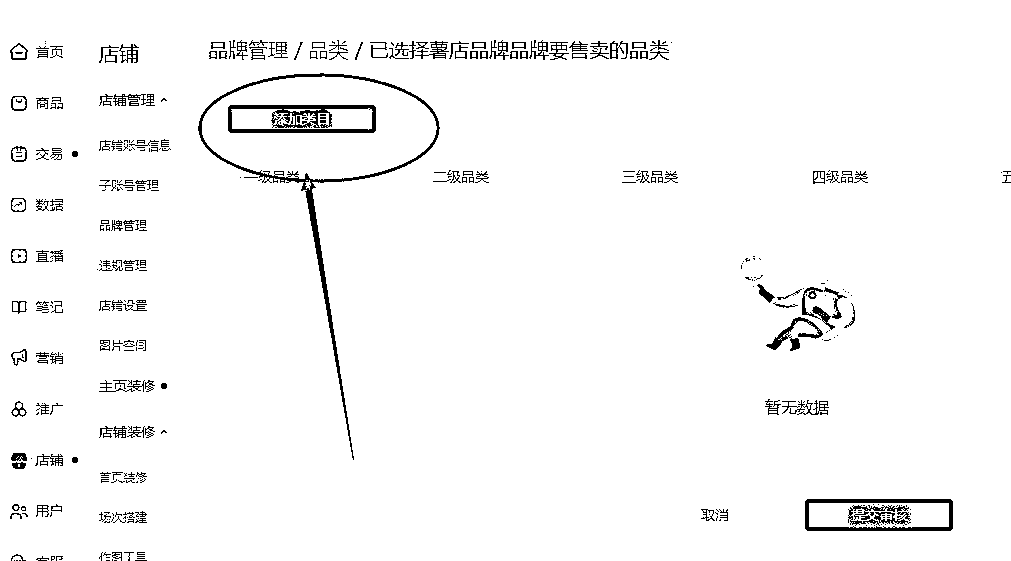 首页
商品
交易
数据
直播
笔记
营销
推广
店铺
用户
客服
店铺
店铺管理
店铺账号信息
子账号管理
品牌管理
违规管理
店铺设置
图片空间
主页装修
店铺装修
首页装修
场次搭建
作图工具
品牌管理 / 品类 / 已选择薯店品牌品牌要售卖的品类
添加类目
一级品类 二级品类 三级品类 四级品类 五
暂无数据
取消 提交审核